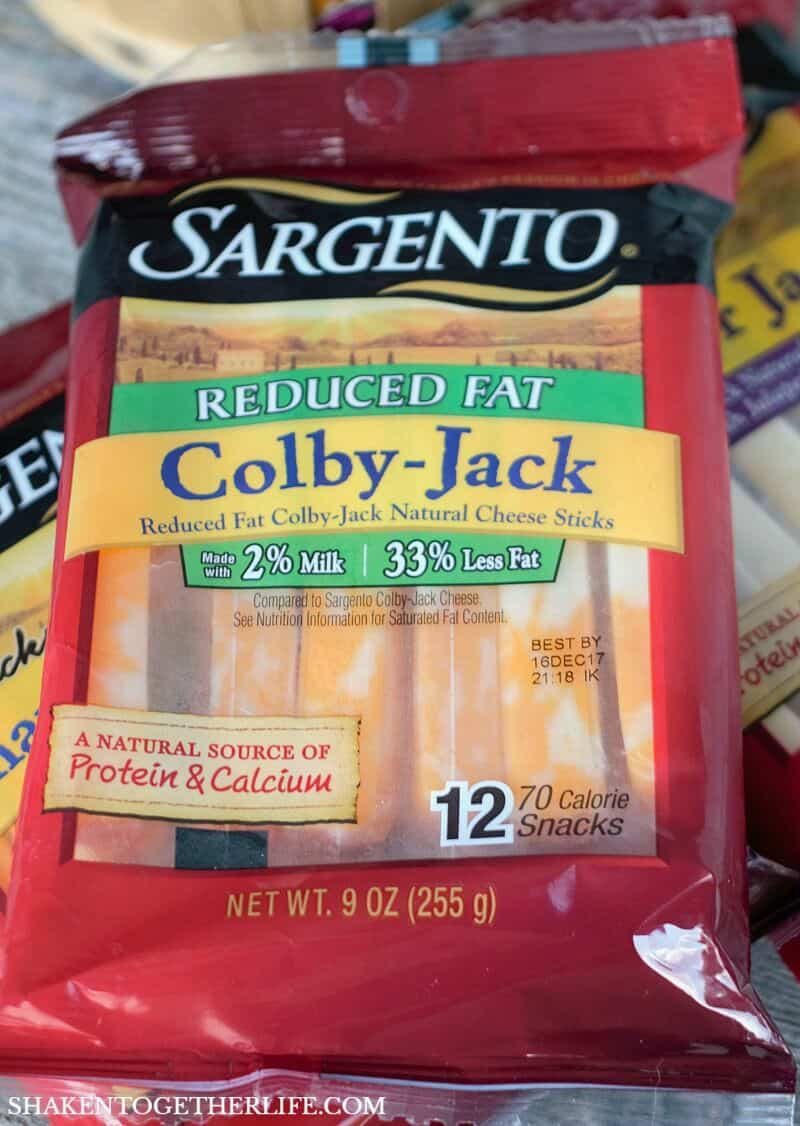 SARGENTO
REDUCED FAT
Colby-Jack
Reduced Fat Colby-Jack Natural Cheese Sticks
Made with 2% Milk | 33% Less Fat
Compared to Sargento Colby-Jack Cheese.
See Nutrition Information for Saturated Fat Content.
BEST BY
16DEC17
21:18 IK
A NATURAL SOURCE OF
Protein & Calcium
12 70 Calorie Snacks
NET WT. 9 OZ (255 g)
SHAKENTOGETHERLIFE.COM